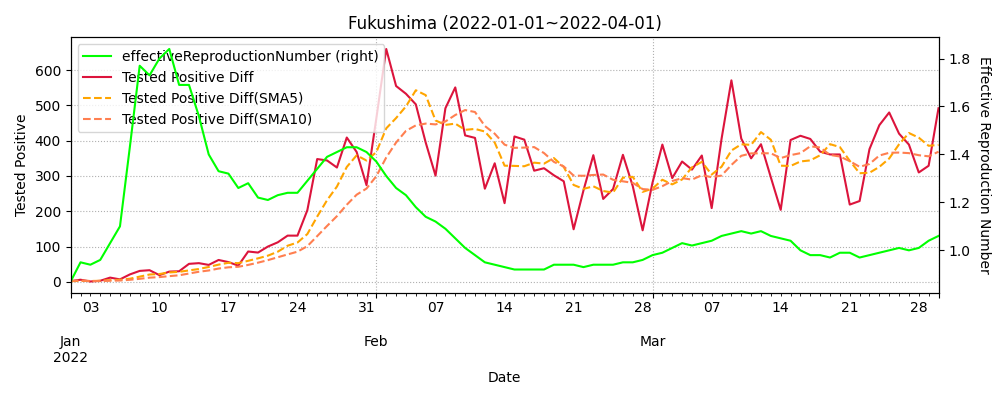 Fukushima (2022-01-01~2022-04-01)
effectiveReproductionNumber (right)
Tested Positive Diff
Tested Positive Diff(SMA5)
Tested Positive Diff(SMA10)
Tested Positive
600
500
400
300
200
100
0
1.8
1.6
1.4
1.2
1.0
Effective Reproduction Number
03 10 17 24 31 07 14 21 28 07 14 21 28
Jan Feb Mar
2022
Date